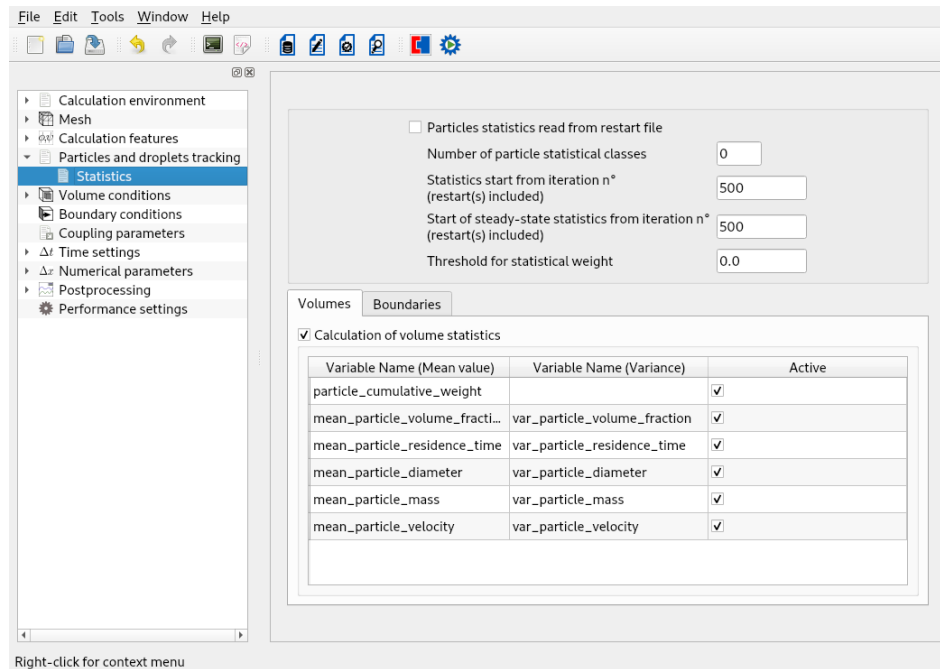 File Edit Tools Window Help
Calculation environment
Mesh
Calculation features
Particles and droplets tracking
Statistics
Volume conditions
Boundary conditions
Coupling parameters
Δt Time settings
Δx Numerical parameters
Postprocessing
Performance settings
Particles statistics read from restart file
Number of particle statistical classes 0
Statistics start from iteration n°
(restart(s) included) 500
Start of steady-state statistics from iteration n°
(restart(s) included) 500
Threshold for statistical weight 0.0
Volumes Boundaries
Calculation of volume statistics
Variable Name (Mean value) Variable Name (Variance) Active
particle_cumulative_weight
mean_particle_volume_fracti... var_particle_volume_fraction
mean_particle_residence_time var_particle_residence_time
mean_particle_diameter var_particle_diameter
mean_particle_mass var_particle_mass
mean_particle_velocity var_particle_velocity
Right-click for context menu